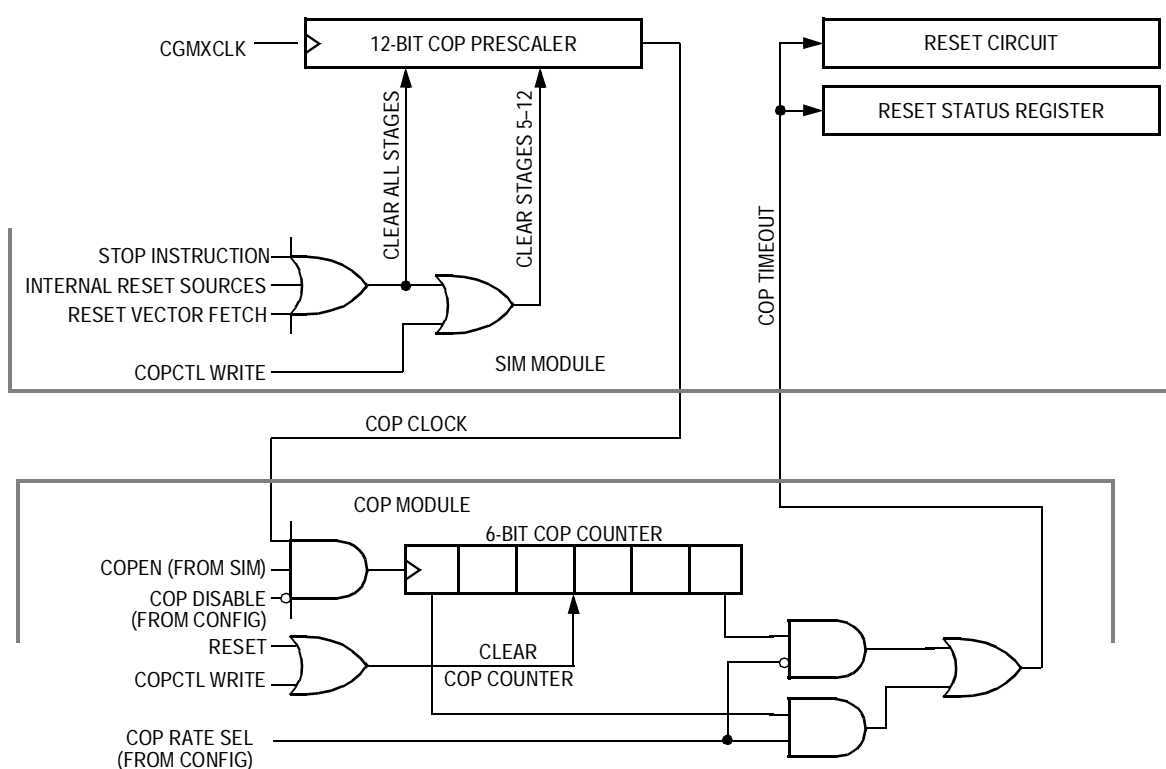 CGMXCLK
12-BIT COP PRESCALER
RESET CIRCUIT
RESET STATUS REGISTER
CLEAR ALL STAGES
CLEAR STAGES 5–12
COP TIMEOUT
STOP INSTRUCTION
INTERNAL RESET SOURCES
RESET VECTOR FETCH
COPCTL WRITE
SIM MODULE
COP CLOCK
COP MODULE
6-BIT COP COUNTER
COPEN (FROM SIM)
COP DISABLE
(FROM CONFIG)
RESET
COPCTL WRITE
CLEAR
COP COUNTER
COP RATE SEL
(FROM CONFIG)